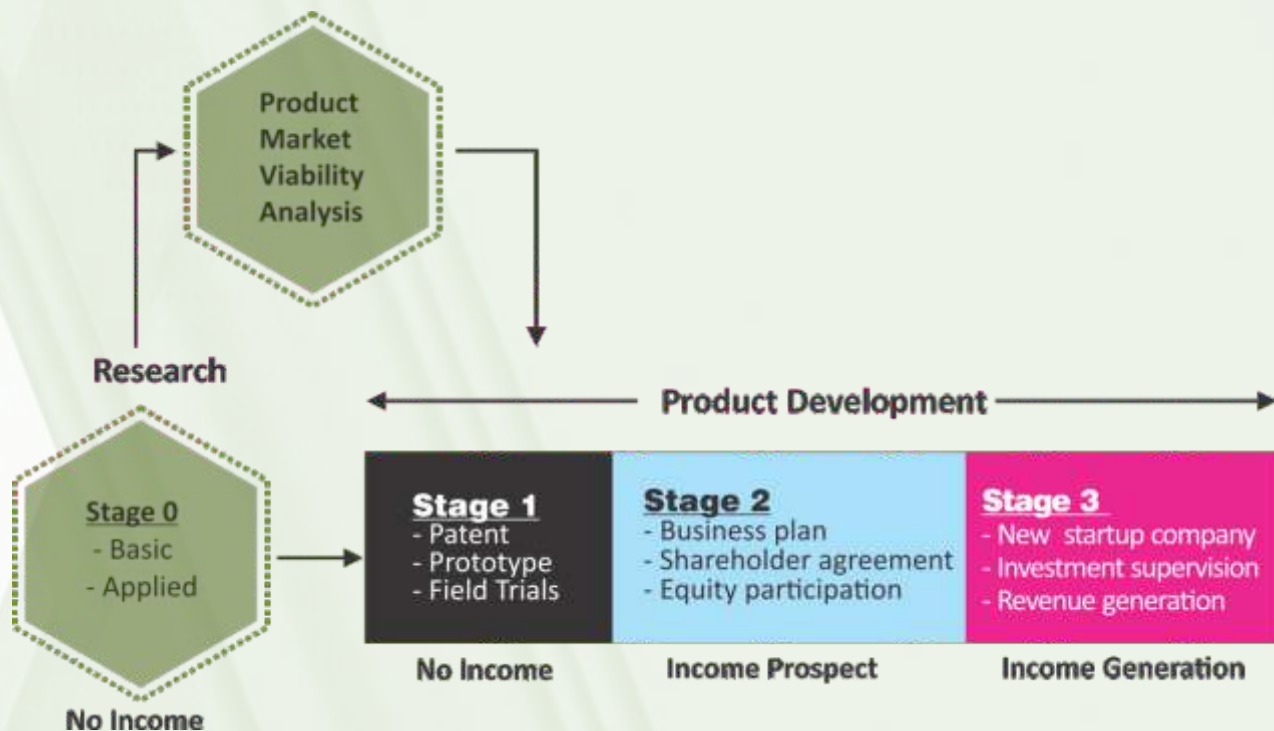 Product
Market
Viability
Analysis
Research
Stage 0
- Basic
- Applied
No Income
Product Development
Stage 1
- Patent
- Prototype
- Field Trials
No Income
Stage 2
- Business plan
- Shareholder agreement
- Equity participation
Income Prospect
Stage 3
- New startup company
- Investment supervision
- Revenue generation
Income Generation